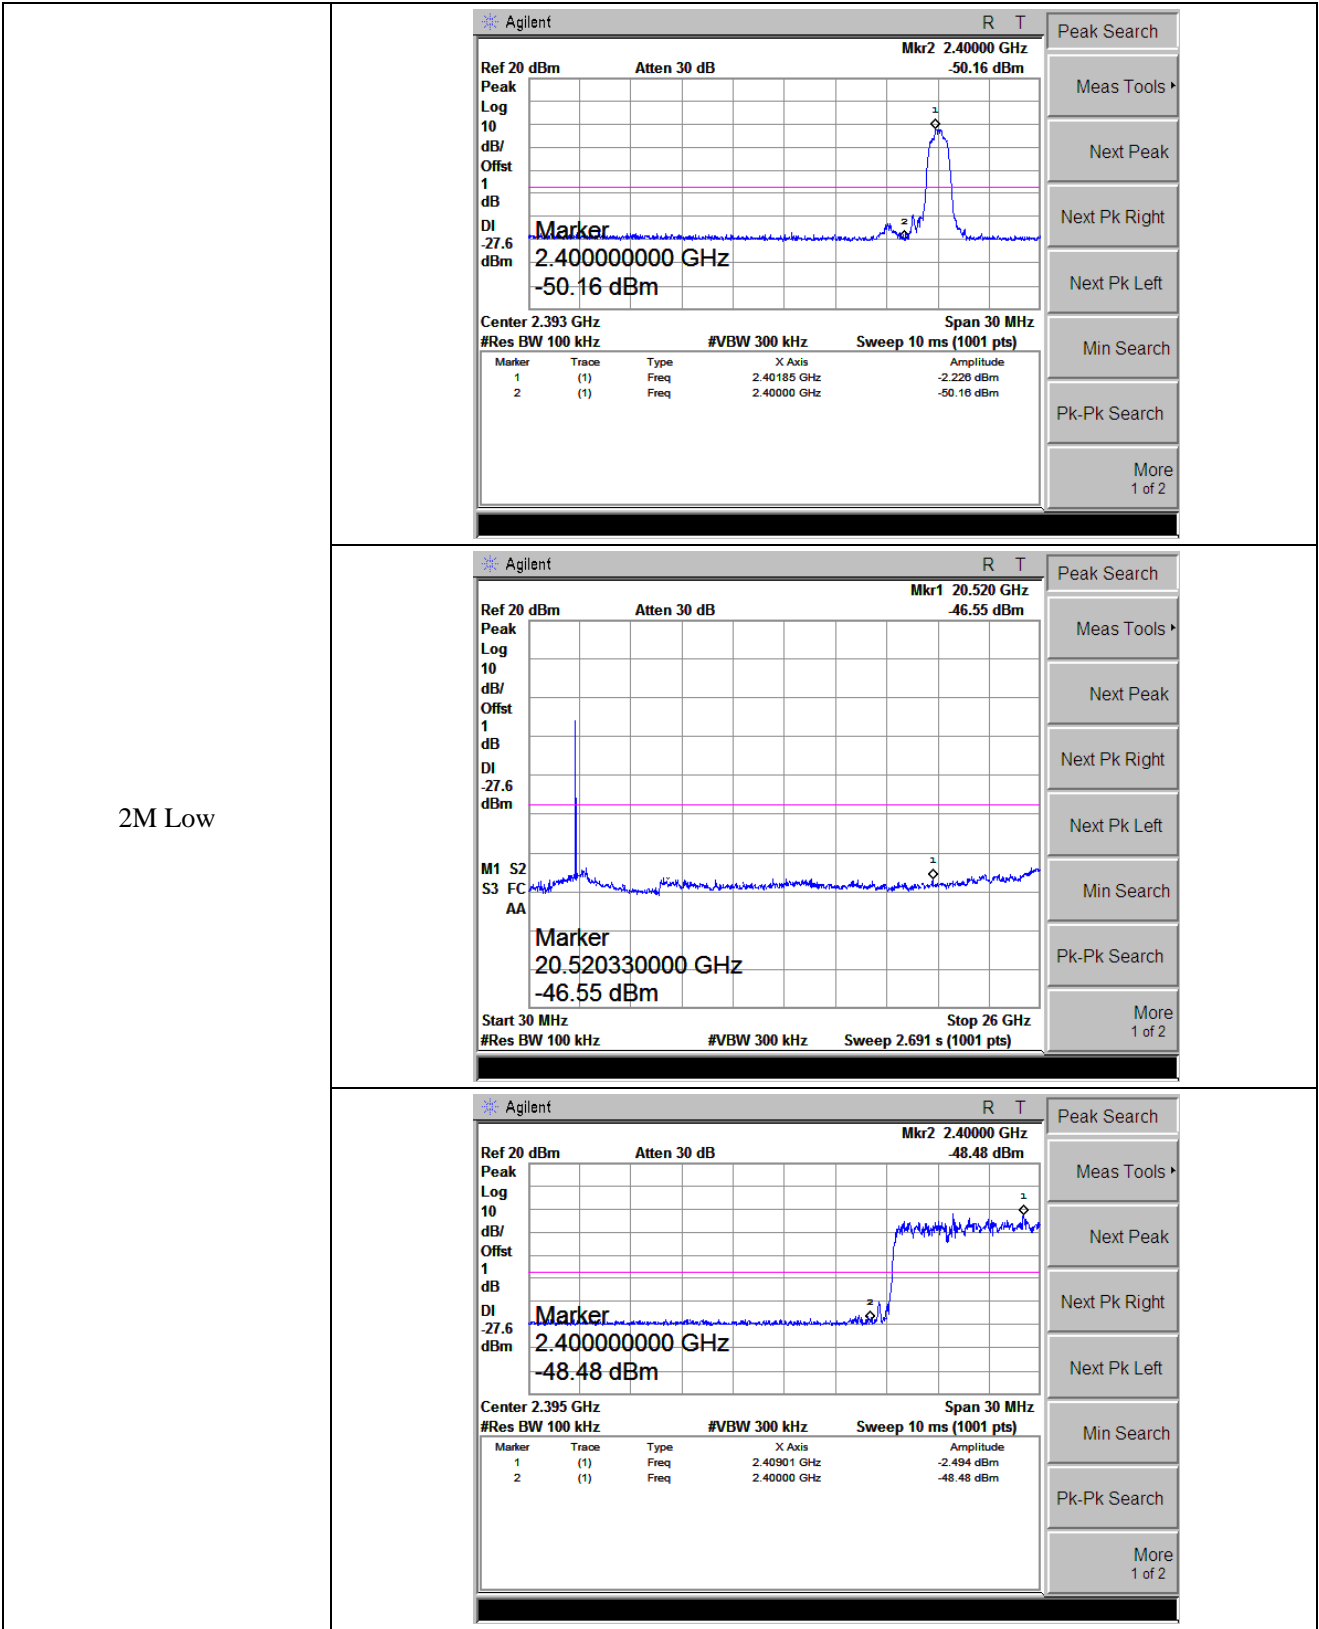 Agilent R T
Peak Search
Mkr2 2.40000 GHz
Ref 20 dBm Atten 30 dB -50.16 dBm
Peak
Log
10
dB/
Offst
1
dB
DI
-27.6
dBm
1
2
Marker
2.400000000 GHz
-50.16 dBm
Center 2.393 GHz Span 30 MHz
#Res BW 100 kHz #VBW 300 kHz Sweep 10 ms (1001 pts)
Marker Trace Type X Axis Amplitude
1 (1) Freq 2.40185 GHz -2.226 dBm
2 (1) Freq 2.40000 GHz -50.16 dBm
Meas Tools
Next Peak
Next Pk Right
Next Pk Left
Min Search
Pk-Pk Search
More
1 of 2
2M Low
Agilent R T
Peak Search
Mkr1 20.520 GHz
Ref 20 dBm Atten 30 dB -46.55 dBm
Peak
Log
10
dB/
Offst
1
dB
DI
-27.6
dBm
M1 S2
S3 FC
AA
1
Marker
20.520330000 GHz
-46.55 dBm
Start 30 MHz Stop 26 GHz
#Res BW 100 kHz #VBW 300 kHz Sweep 2.691 s (1001 pts)
Meas Tools
Next Peak
Next Pk Right
Next Pk Left
Min Search
Pk-Pk Search
More
1 of 2
Agilent R T
Peak Search
Mkr2 2.40000 GHz
Ref 20 dBm Atten 30 dB -48.48 dBm
Peak
Log
10
dB/
Offst
1
dB
DI
-27.6
dBm
1
2
Marker
2.400000000 GHz
-48.48 dBm
Center 2.395 GHz Span 30 MHz
#Res BW 100 kHz #VBW 300 kHz Sweep 10 ms (1001 pts)
Marker Trace Type X Axis Amplitude
1 (1) Freq 2.40901 GHz -2.494 dBm
2 (1) Freq 2.40000 GHz -48.48 dBm
Meas Tools
Next Peak
Next Pk Right
Next Pk Left
Min Search
Pk-Pk Search
More
1 of 2